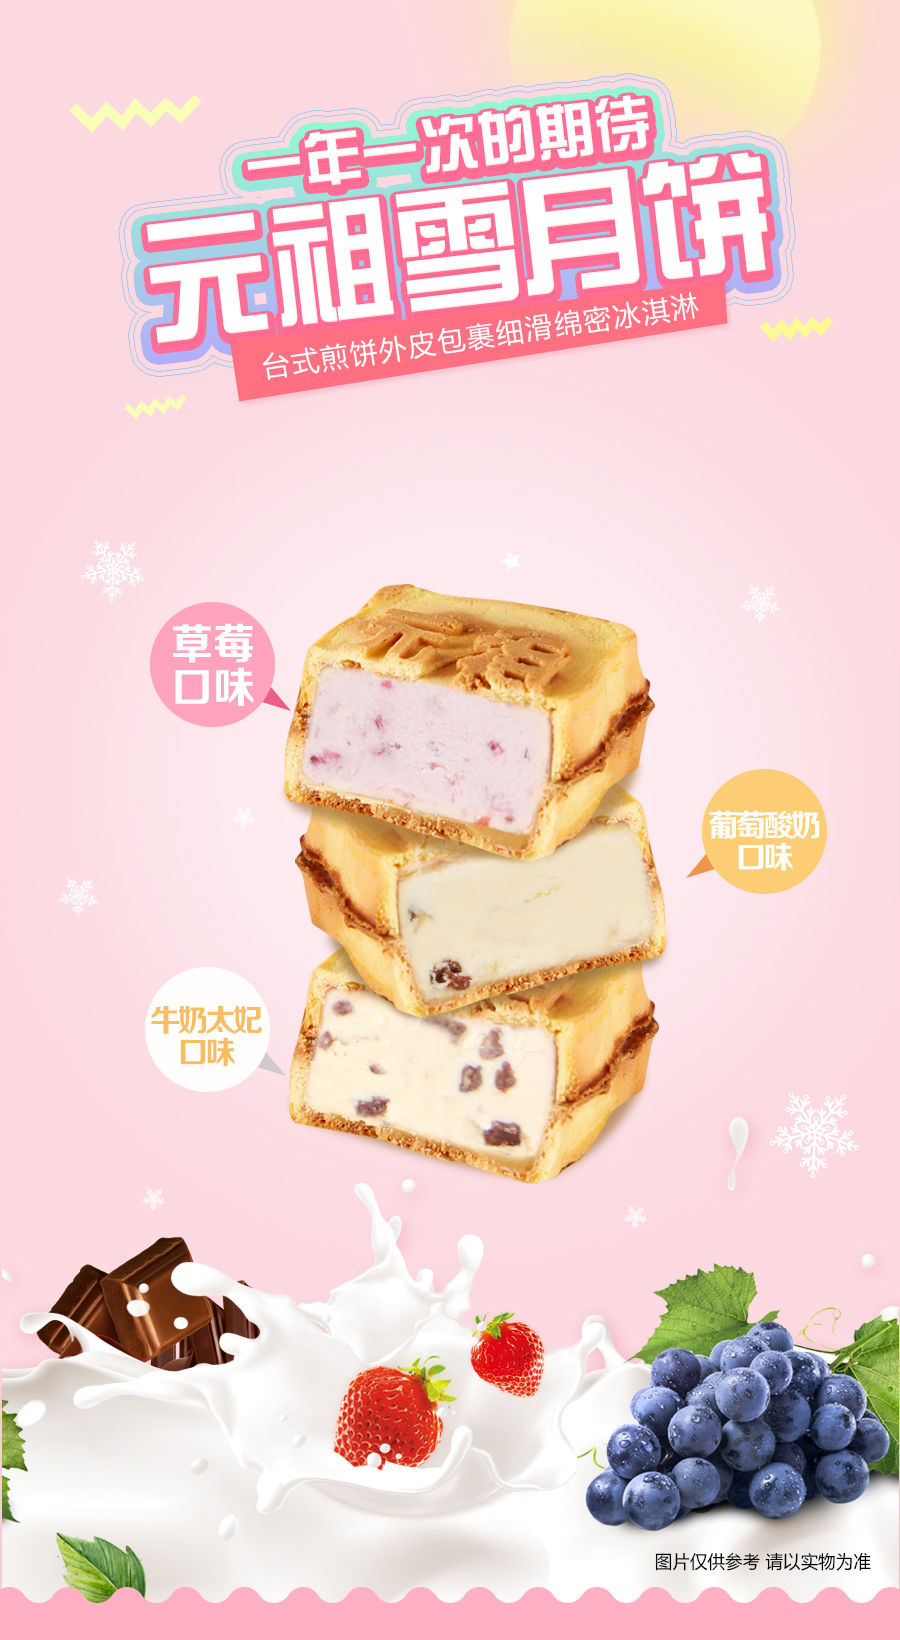 一年一次的期待
元祖雪月饼
台式煎饼外皮包裹细滑绵密冰淇淋
元祖
草莓
口味
葡萄酸奶
口味
牛奶太妃
口味
图片仅供参考 请以实物为准